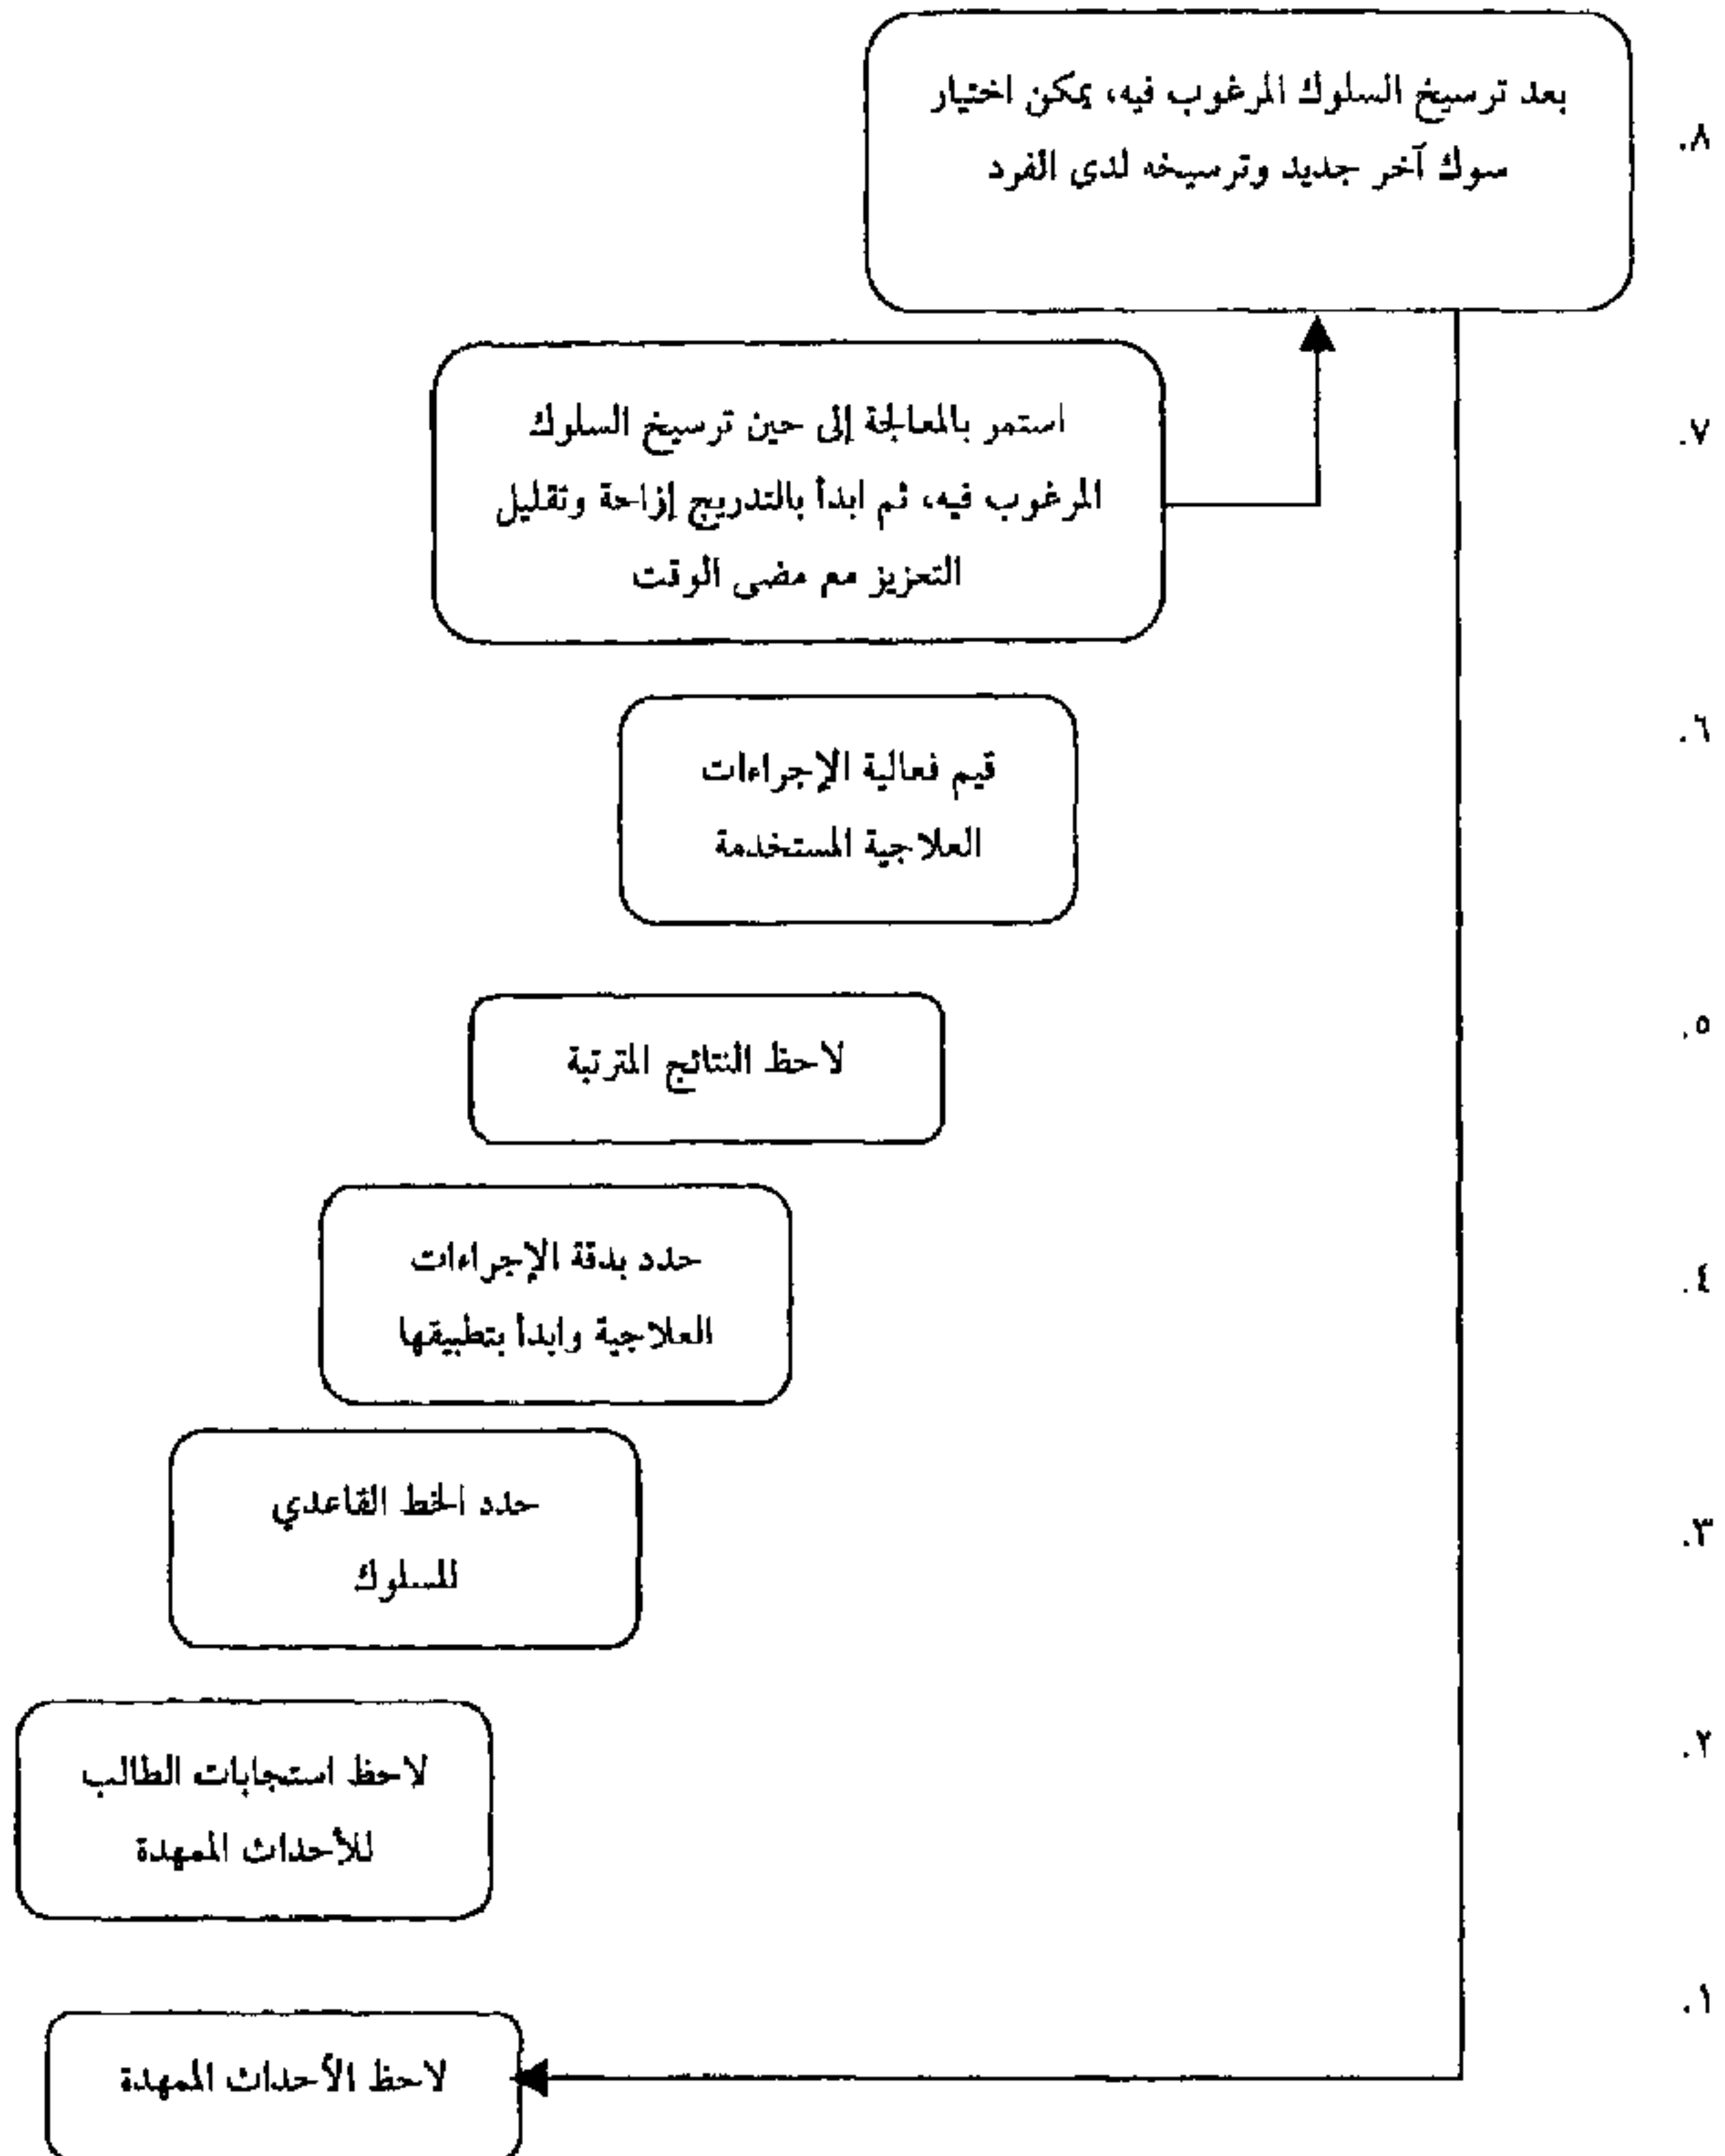 ٨.
بعد ترسيخ السلوك المرغوب فيه، يمكن اختيار
سوك آخر جديد وترسيخه لدى الفرد
٧.
استمر بالمعالجة إلى حين ترسيخ السلوك
المرغوب فيه، ثم ابدأ بالتدريج إزاحة وتقليل
التعزيز مع مضى الوقت
٦.
قيم فعالية الإجراءات
العلاجية المستخدمة
٥.
لاحظ النتائج المترتبة
٤.
حدد بدقة الإجراءات
العلاجية وابدأ بتطبيقها
٣.
حدد الخط القاعدي
للسلوك
٢.
لاحظ استجابات الطالب
للأحداث الممهدة
١.
لاحظ الأحداث الممهدة